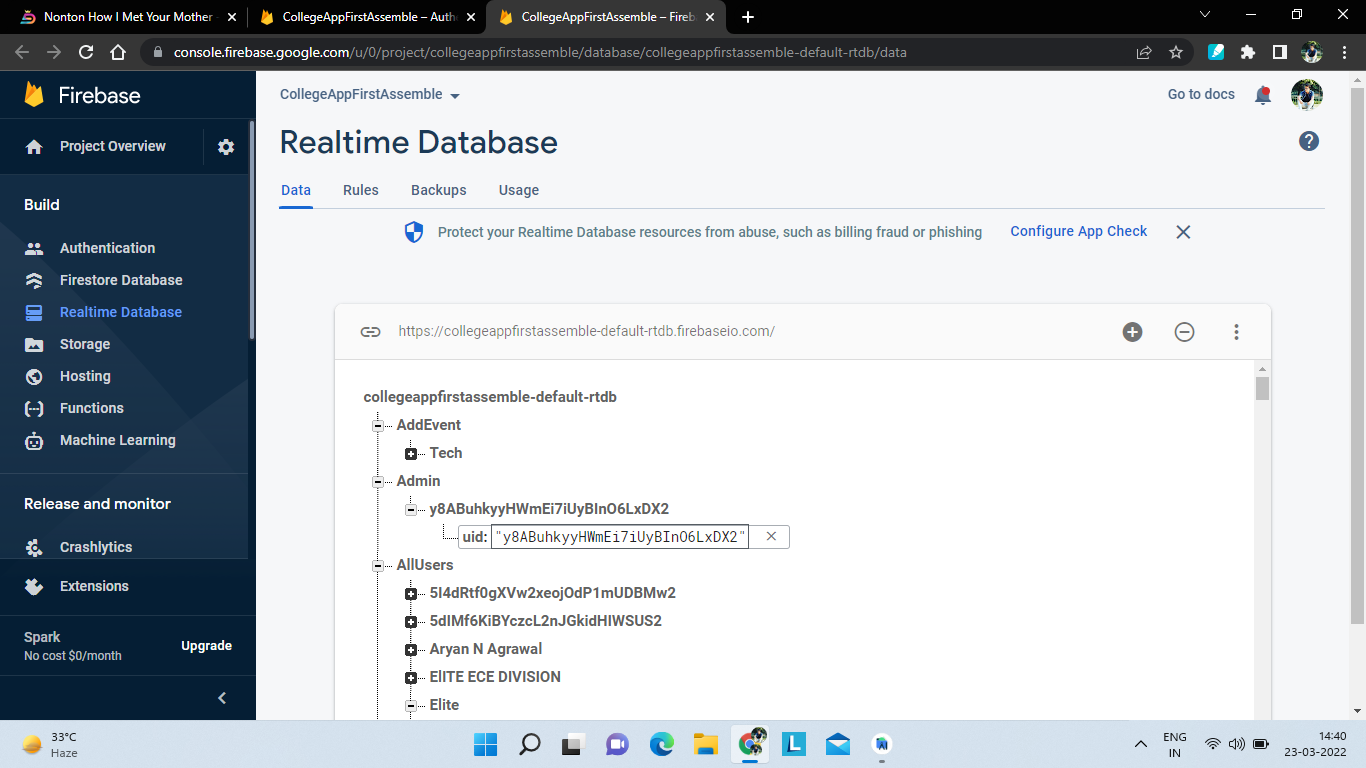 Nonton How I Met Your Mother
CollegeAppFirstAssemble – Auth
CollegeAppFirstAssemble – Fireb
console.firebase.google.com/u/0/project/collegeappfirstassemble/database/collegeappfirstassemble-default-rtdb/data
Firebase
CollegeAppFirstAssemble
Go to docs
Project Overview
Realtime Database
Data
Rules
Backups
Usage
Build
Protect your Realtime Database resources from abuse, such as billing fraud or phishing
Configure App Check
Authentication
Firestore Database
Realtime Database
Storage
Hosting
Functions
Machine Learning
Release and monitor
Crashlytics
Extensions
Spark
No cost $0/month
Upgrade
https://collegeappfirstassemble-default-rtdb.firebaseio.com/
collegeappfirstassemble-default-rtdb
AddEvent
Tech
Admin
y8ABuhkyyHWmEi7iUyBInO6LxDX2
uid: "y8ABuhkyyHWmEi7iUyBInO6LxDX2"
AllUsers
5I4dRtf0gXVw2xeojOdP1mUDBMw2
5dIMf6KiBYczcL2nJGkidHIWSUS2
Aryan N Agrawal
ElITE ECE DIVISION
Elite
33°C
Haze
L
ENG
IN
14:40
23-03-2022